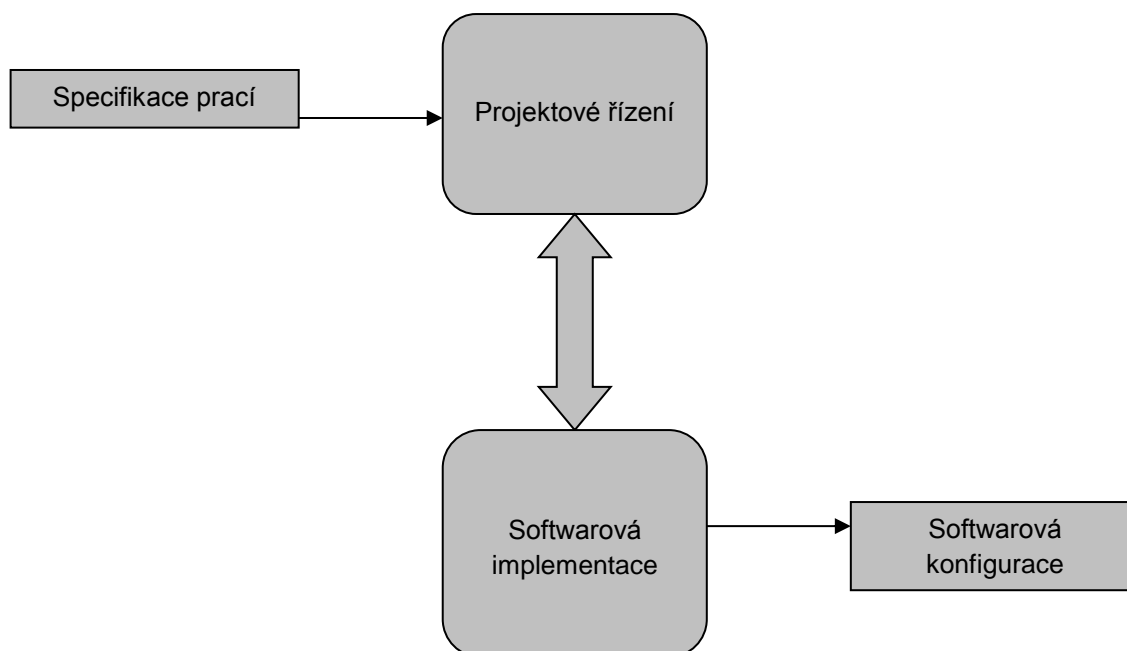 Specifikace prací
Projektové řízení
Softwarová
implementace
Softwarová
konfigurace